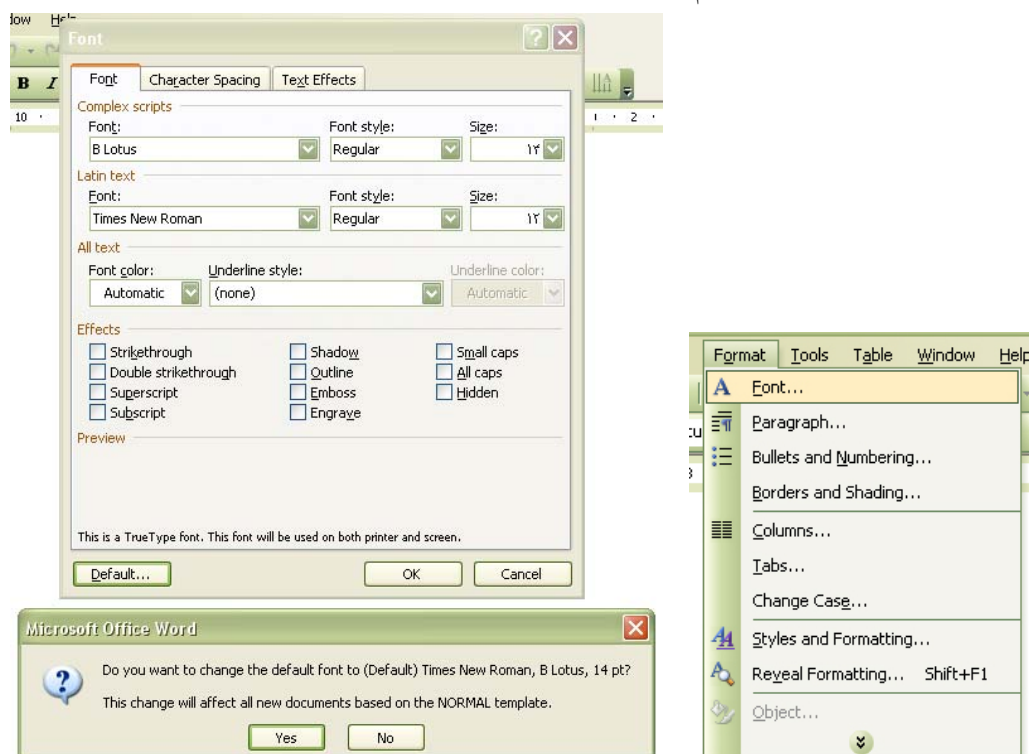 Font
Font Character Spacing Text Effects
B I
10 2
Complex scripts
Font: Font style: Size:
B Lotus Regular ۱۴
Latin text
Font: Font style: Size:
Times New Roman Regular ۱۲
All text
Font color: Underline style: Underline color:
Automatic (none) Automatic
Effects
Strikethrough Shadow Small caps
Double strikethrough Outline All caps
Superscript Emboss Hidden
Subscript Engrave
Preview
This is a TrueType font. This font will be used on both printer and screen.
Default... OK Cancel
Microsoft Office Word
Do you want to change the default font to (Default) Times New Roman, B Lotus, 14 pt?
This change will affect all new documents based on the NORMAL template.
Yes No
Format Tools Table Window Help
A Font...
Paragraph...
Bullets and Numbering...
Borders and Shading...
Columns...
Tabs...
Change Case...
Styles and Formatting...
Reveal Formatting... Shift+F1
Object...